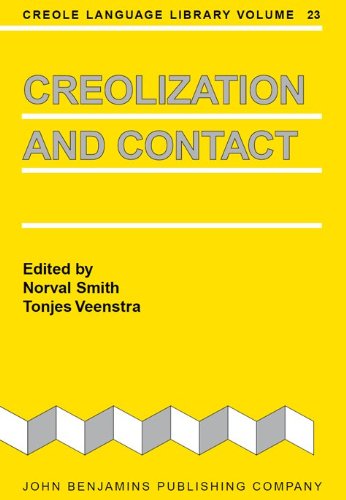 CREOLE LANGUAGE LIBRARY VOLUME 23
CREOLIZATION
AND CONTACT
Edited by
Norval Smith
Tonjes Veenstra
JOHN BENJAMINS PUBLISHING COMPANY